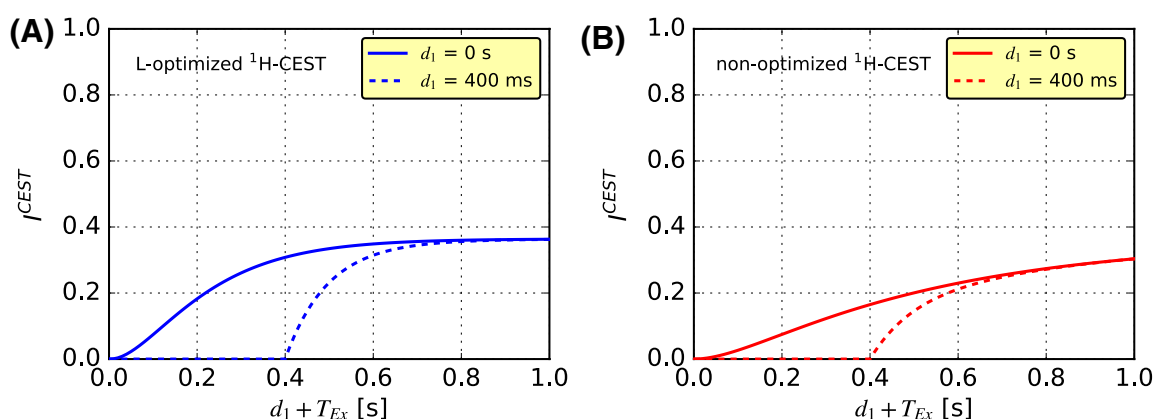 (A)
L-optimized ¹H-CEST
d₁ = 0 s
d₁ = 400 ms
I^CEST
1.0
0.8
0.6
0.4
0.2
0.0
0.0 0.2 0.4 0.6 0.8 1.0
d₁ + T_Ex [s]
(B)
non-optimized ¹H-CEST
d₁ = 0 s
d₁ = 400 ms
I^CEST
1.0
0.8
0.6
0.4
0.2
0.0
0.0 0.2 0.4 0.6 0.8 1.0
d₁ + T_Ex [s]